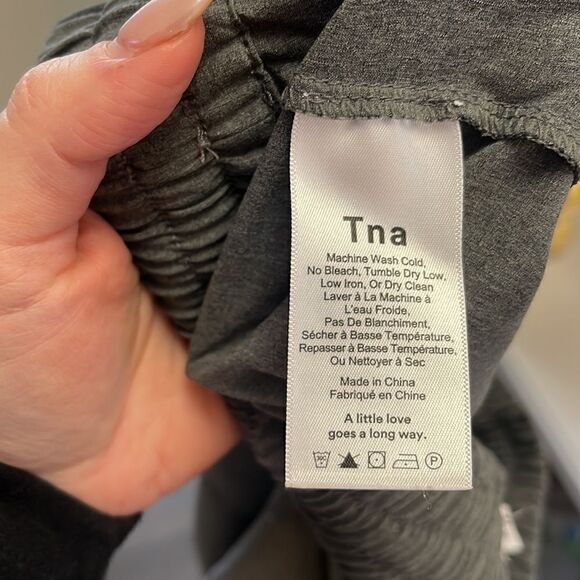 Tna
Machine Wash Cold,
No Bleach, Tumble Dry Low,
Low Iron, Or Dry Clean
Laver à La Machine à
L'eau Froide,
Pas De Blanchiment,
Sécher à Basse Température,
Repasser à Basse Température,
Ou Nettoyer à Sec
Made in China
Fabriqué en Chine
A little love
goes a long way.
P